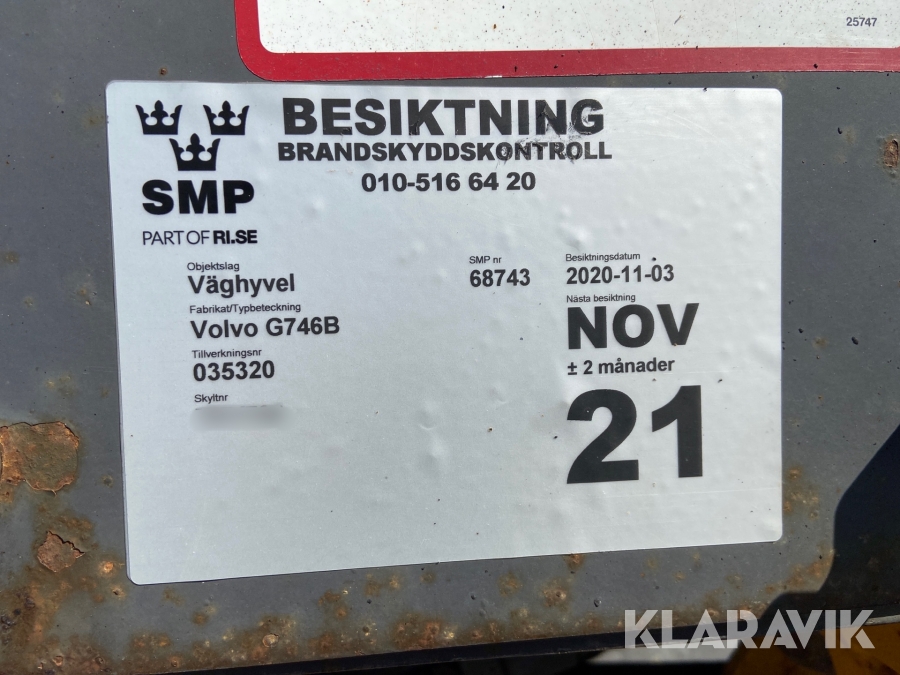 25747
BESIKTNING
BRANDSKYDDSKONTROLL
010-516 64 20
SMP
PART OF RI.SE
Objektslag
Väghyvel
Fabrikat/Typbeteckning
Volvo G746B
Tillverkningsnr
035320
Skyltnr
SMP nr
68743
Besiktningsdatum
2020-11-03
Nästa besiktning
NOV
± 2 månader
21
KLARAVIK